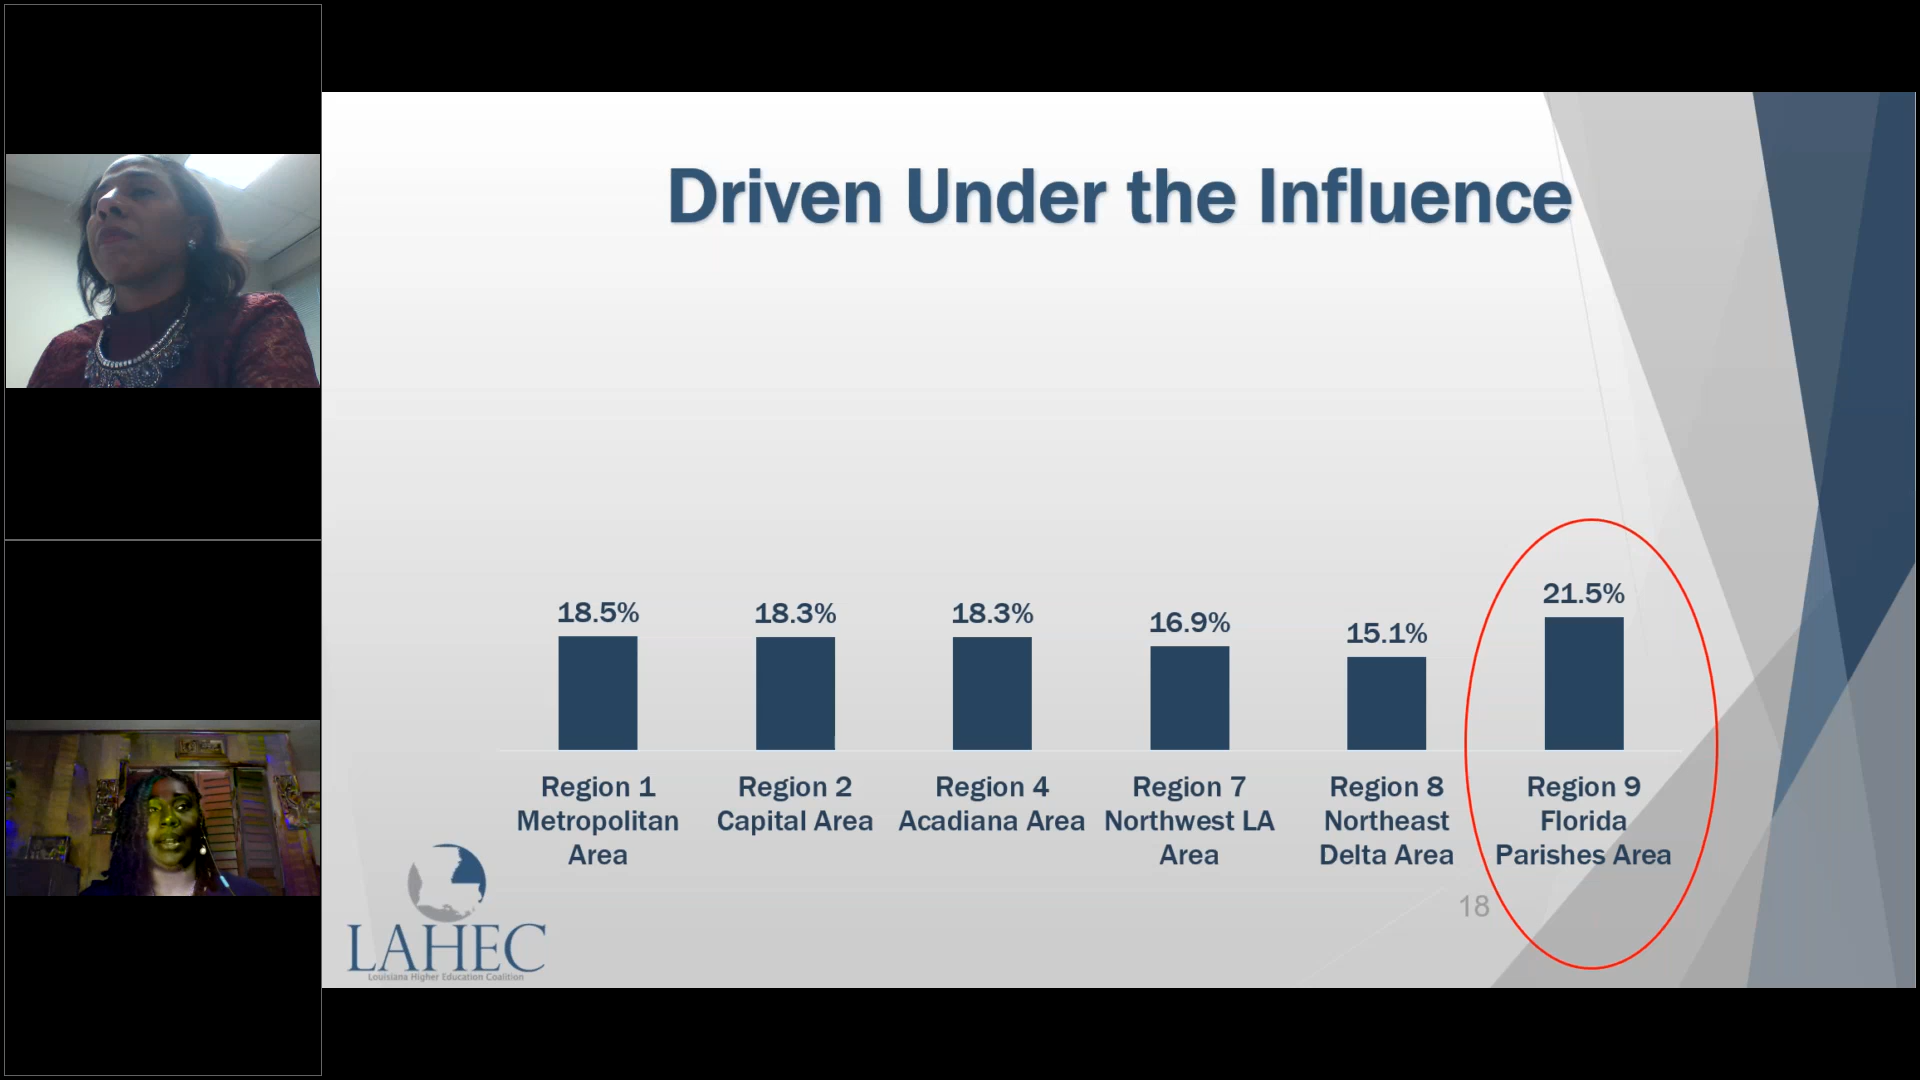 Driven Under the Influence
18.5%
18.3%
18.3%
16.9%
15.1%
21.5%
Region 1
Metropolitan
Area
Region 2
Capital Area
Region 4
Acadiana Area
Region 7
Northwest LA
Area
Region 8
Northeast
Delta Area
Region 9
Florida
Parishes Area
18
LAHEC
Louisiana Higher Education Coalition